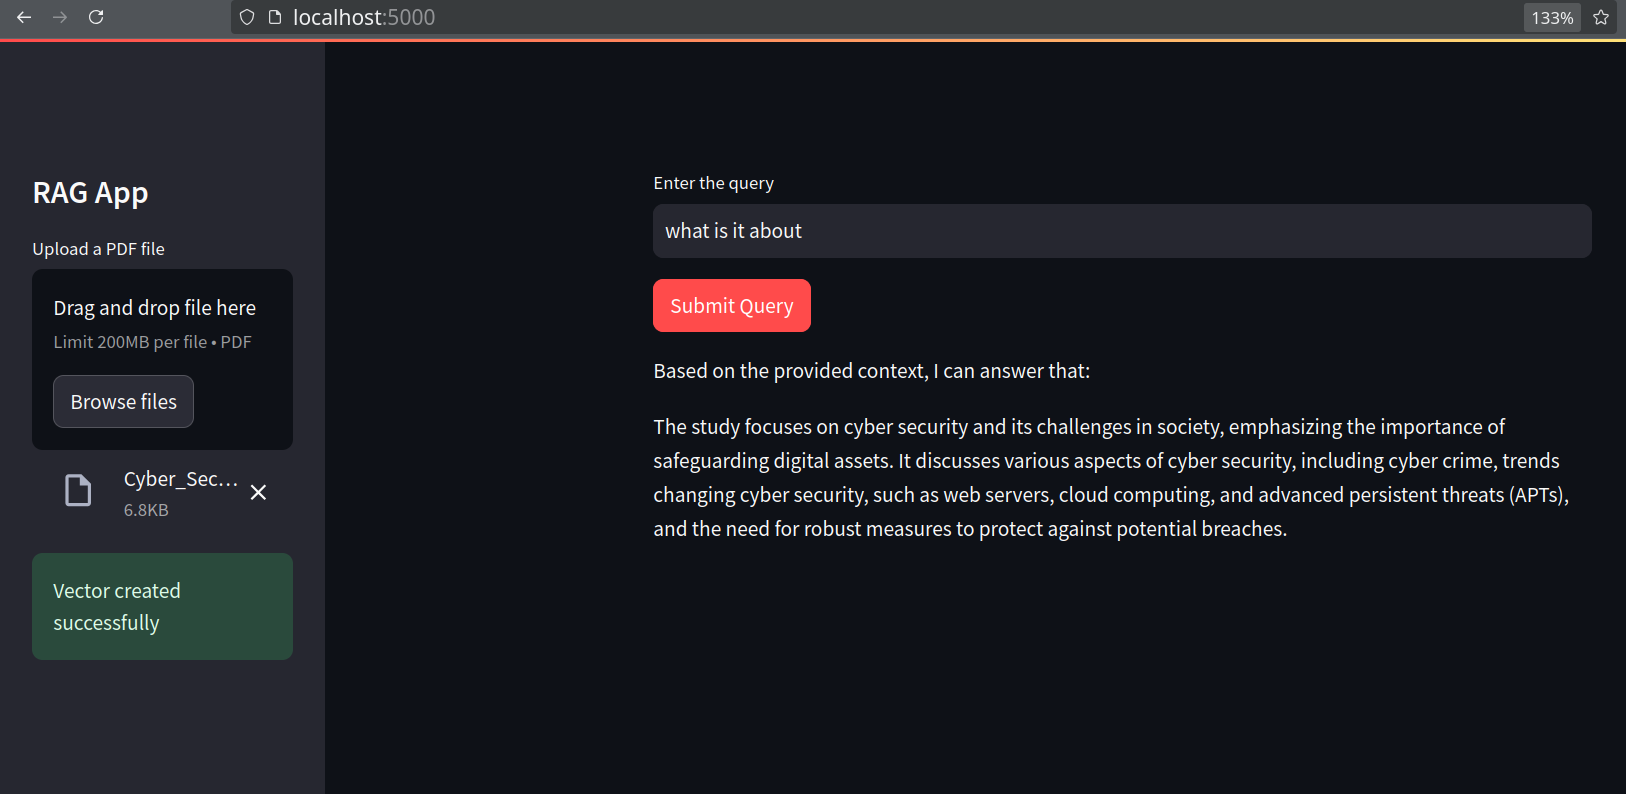 localhost:5000
133%
RAG App
Upload a PDF file
Drag and drop file here
Limit 200MB per file • PDF
Browse files
Cyber_Sec...
6.8KB
Vector created
successfully
Enter the query
what is it about
Submit Query
Based on the provided context, I can answer that:
The study focuses on cyber security and its challenges in society, emphasizing the importance of
safeguarding digital assets. It discusses various aspects of cyber security, including cyber crime, trends
changing cyber security, such as web servers, cloud computing, and advanced persistent threats (APTs),
and the need for robust measures to protect against potential breaches.